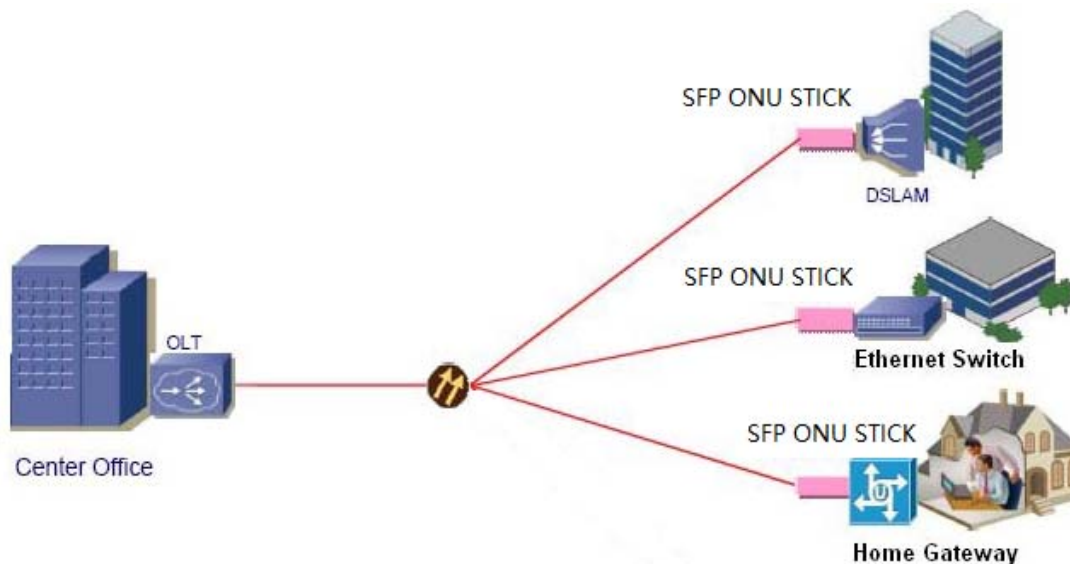 SFP ONU STICK
DSLAM
SFP ONU STICK
OLT
Ethernet Switch
SFP ONU STICK
Center Office
U
Home Gateway